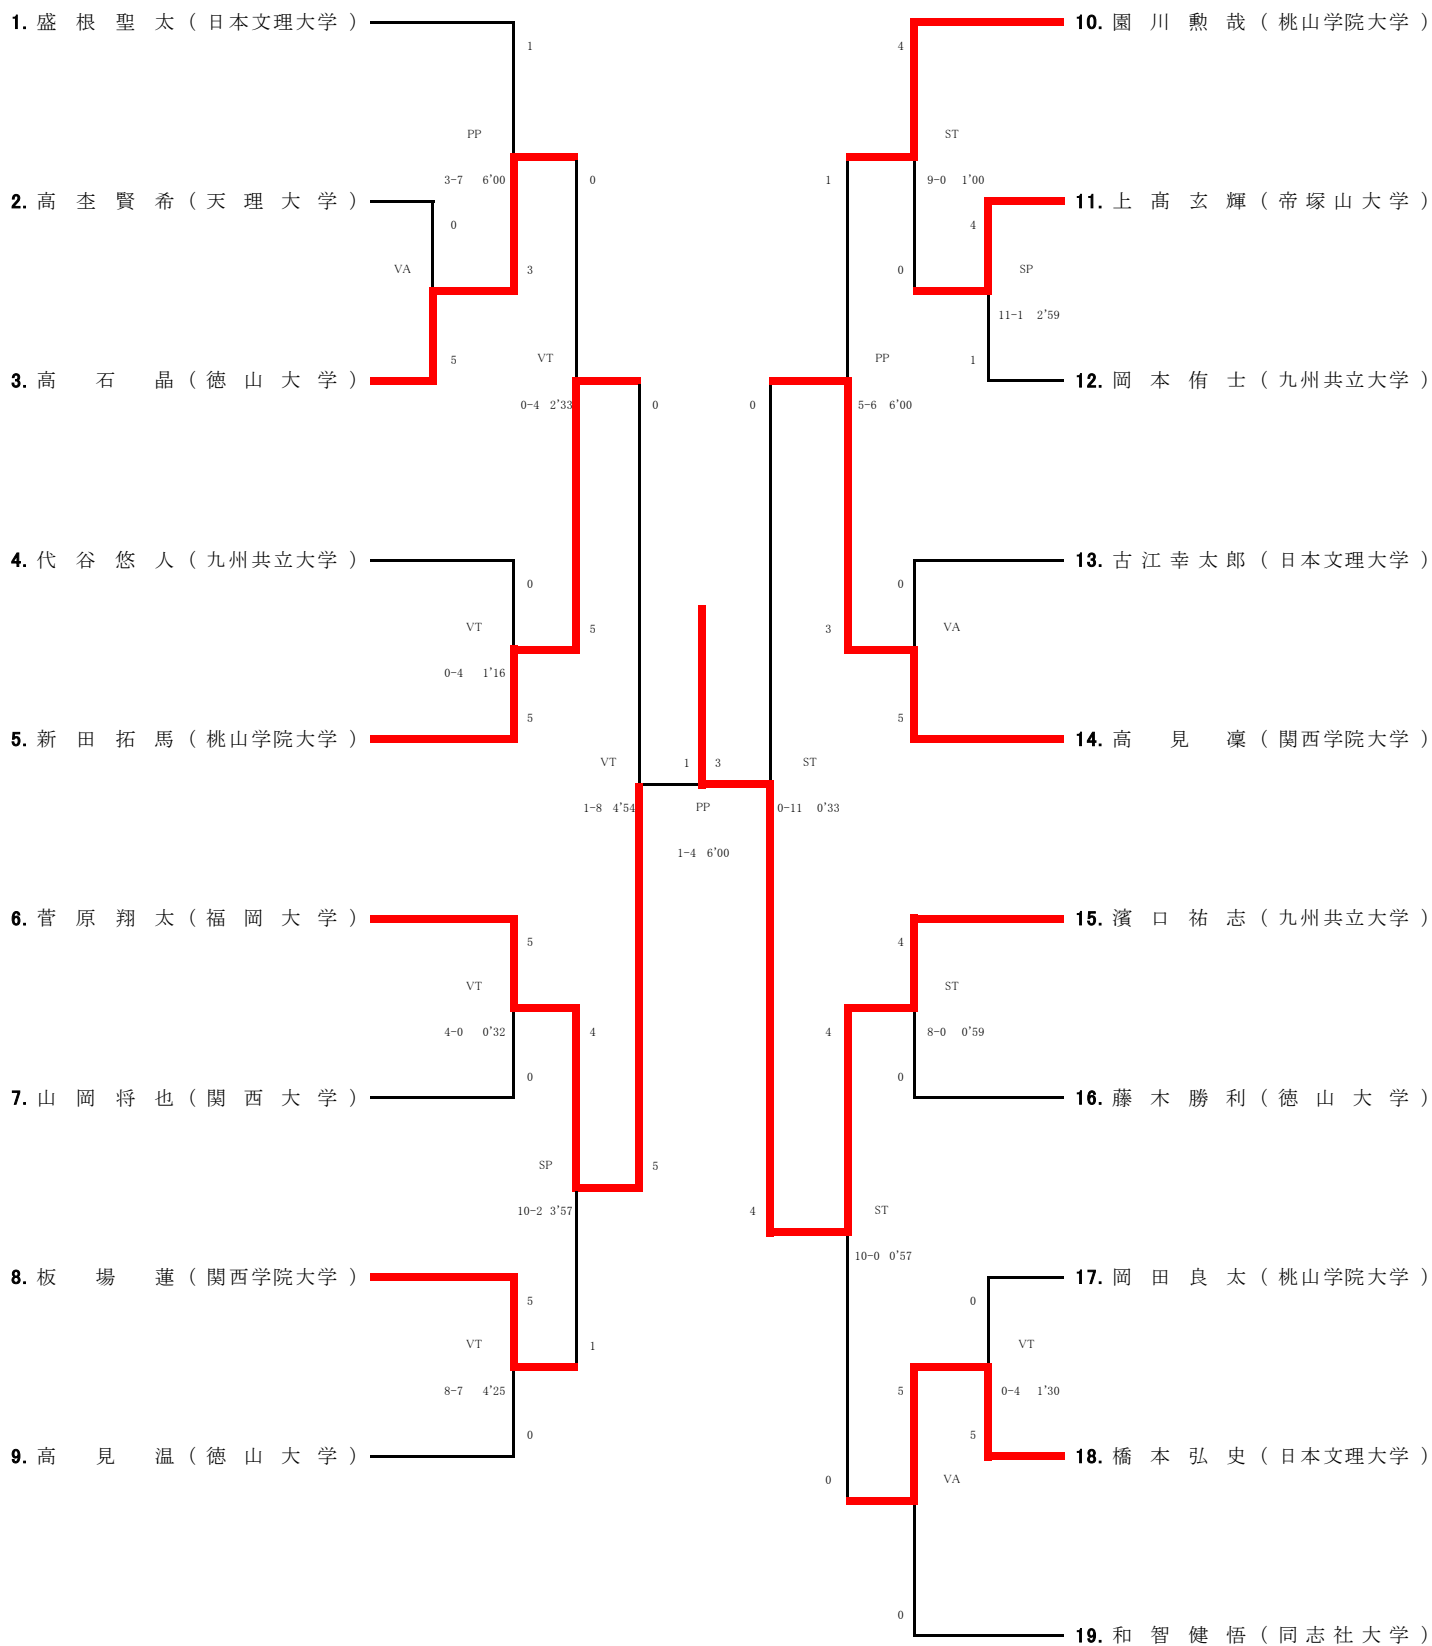 1. 盛根聖太（日本文理大学）
1
PP
3-7 6'00
0
2. 高杢賢希（天理大学）
0
VA
3
5
3. 高石晶（徳山大学）
VT
0-4 2'33
0
4. 代谷悠人（九州共立大学）
0
VT
0-4 1'16
5
5
5. 新田拓馬（桃山学院大学）
VT
1-8 4'54
1 3
PP
1-4 6'00
6. 菅原翔太（福岡大学）
5
VT
4-0 0'32
4
0
7. 山岡将也（関西大学）
SP
10-2 3'57
5
8. 板場蓮（関西学院大学）
5
VT
8-7 4'25
1
0
9. 高見温（徳山大学）
10. 園川勲哉（桃山学院大学）
4
ST
9-0 1'00
1
11. 上髙玄輝（帝塚山大学）
4
SP
11-1 2'59
0
1
12. 岡本侑士（九州共立大学）
PP
5-6 6'00
0
13. 古江幸太郎（日本文理大学）
0
VA
3
5
14. 高見凜（関西学院大学）
ST
0-11 0'33
15. 濱口祐志（九州共立大学）
4
ST
8-0 0'59
4
0
16. 藤木勝利（徳山大学）
4
ST
10-0 0'57
17. 岡田良太（桃山学院大学）
0
VT
0-4 1'30
5
5
18. 橋本弘史（日本文理大学）
VA
0
0
19. 和智健悟（同志社大学）